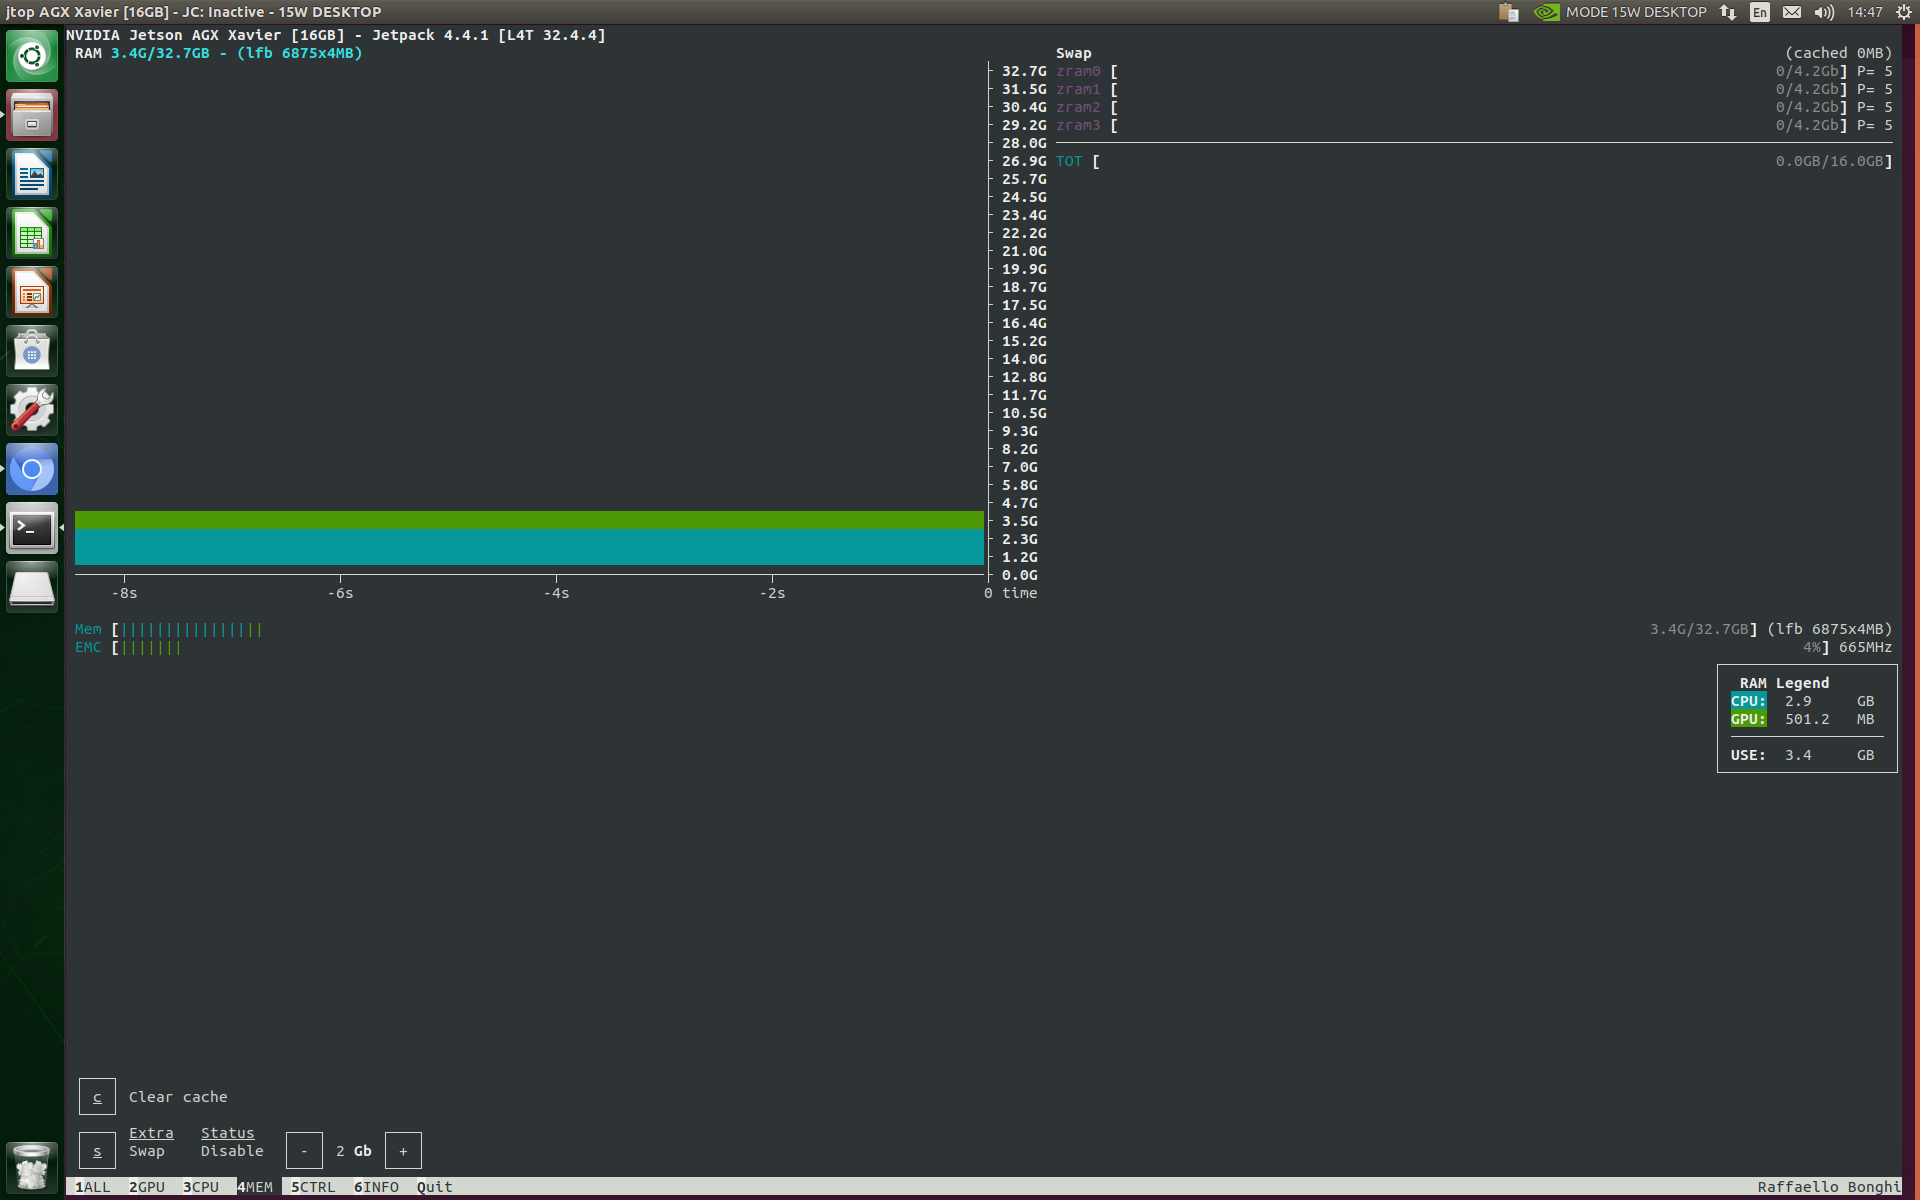 jtop AGX Xavier [16GB] - JC: Inactive - 15W DESKTOP
MODE 15W DESKTOP En 14:47
NVIDIA Jetson AGX Xavier [16GB] - Jetpack 4.4.1 [L4T 32.4.4]
RAM 3.4G/32.7GB - (lfb 6875x4MB)
32.7G
31.5G
30.4G
29.2G
28.0G
26.9G
25.7G
24.5G
23.4G
22.2G
21.0G
19.9G
18.7G
17.5G
16.4G
15.2G
14.0G
12.8G
11.7G
10.5G
9.3G
8.2G
7.0G
5.8G
4.7G
3.5G
2.3G
1.2G
0.0G
-8s -6s -4s -2s 0 time
Swap (cached 0MB)
zram0 [ 0/4.2Gb] P= 5
zram1 [ 0/4.2Gb] P= 5
zram2 [ 0/4.2Gb] P= 5
zram3 [ 0/4.2Gb] P= 5
TOT [ 0.0GB/16.0GB]
Mem [|||||||||||||||| 3.4G/32.7GB] (lfb 6875x4MB)
EMC [||||||| 4%] 665MHz
RAM Legend
CPU: 2.9 GB
GPU: 501.2 MB
USE: 3.4 GB
c Clear cache
Extra Status
s Swap Disable - 2 Gb +
1ALL 2GPU 3CPU 4MEM 5CTRL 6INFO Quit Raffaello Bonghi